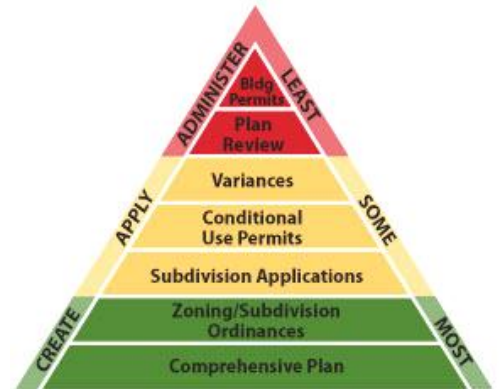 ADMINISTER
LEAST
Bldg
Permits
Plan
Review
APPLY
SOME
Variances
Conditional
Use Permits
Subdivision Applications
CREATE
MOST
Zoning/Subdivision
Ordinances
Comprehensive Plan